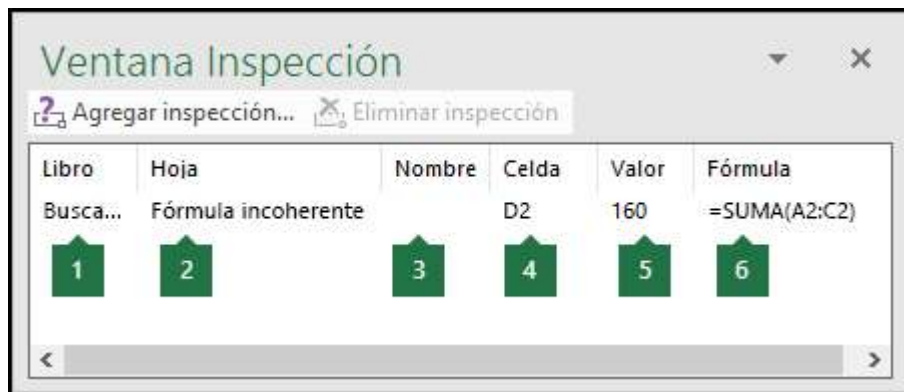 Ventana Inspección
Agregar inspección... Eliminar inspección
Libro Hoja Nombre Celda Valor Fórmula
Busca... Fórmula incoherente D2 160 =SUMA(A2:C2)
1 2 3 4 5 6